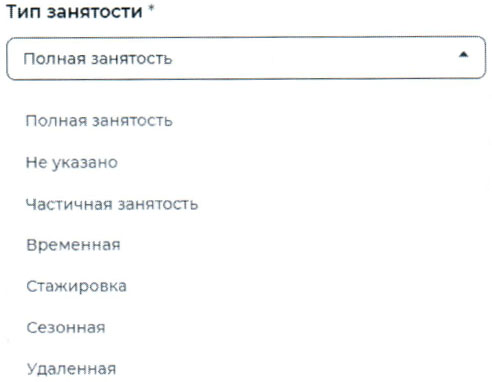 Тип занятости *
Полная занятость
Полная занятость
Не указано
Частичная занятость
Временная
Стажировка
Сезонная
Удаленная